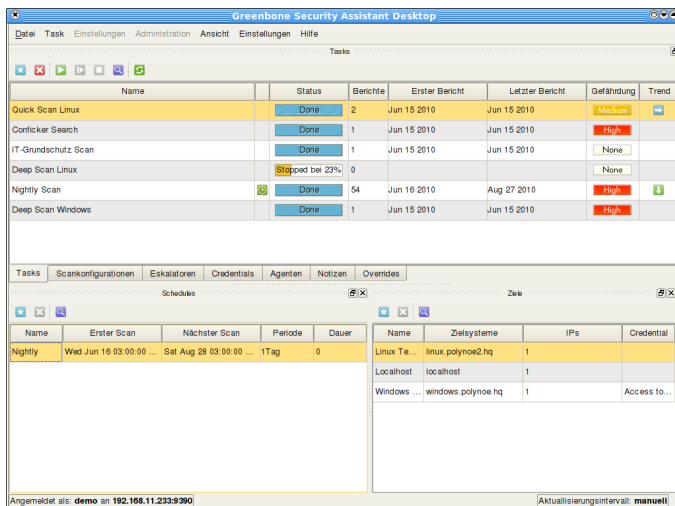 Greenbone Security Assistant Desktop
Datei Task Einstellungen Administration Ansicht Einstellungen Hilfe
Tasks
Name Status Berichte Erster Bericht Letzter Bericht Gefährdung Trend
Quick Scan Linux Done 2 Jun 15 2010 Jun 15 2010 Medium
Conficker Search Done 1 Jun 15 2010 Jun 15 2010 High
IT-Grundschutz Scan Done 1 Jun 15 2010 Jun 15 2010 None
Deep Scan Linux Stopped bei 23% 0 None
Nightly Scan Done 54 Jun 16 2010 Aug 27 2010 High
Deep Scan Windows Done 1 Jun 15 2010 Jun 15 2010 High
Tasks Scankonfigurationen Eskalatoren Credentials Agenten Notizen Overrides
Schedules
Name Erster Scan Nächster Scan Periode Dauer
Nightly Wed Jun 16 03:00:00 ... Sat Aug 28 03:00:00 ... 1Tag 0
Ziele
Name Zielsysteme IPs Credential
Linux Te... linux.polynoe2.hq 1
Localhost localhost 1
Windows ... windows.polynoe.hq 1 Access to...
Angemeldet als: demo an 192.168.11.233:9390
Aktuallisierungsintervall: manuell